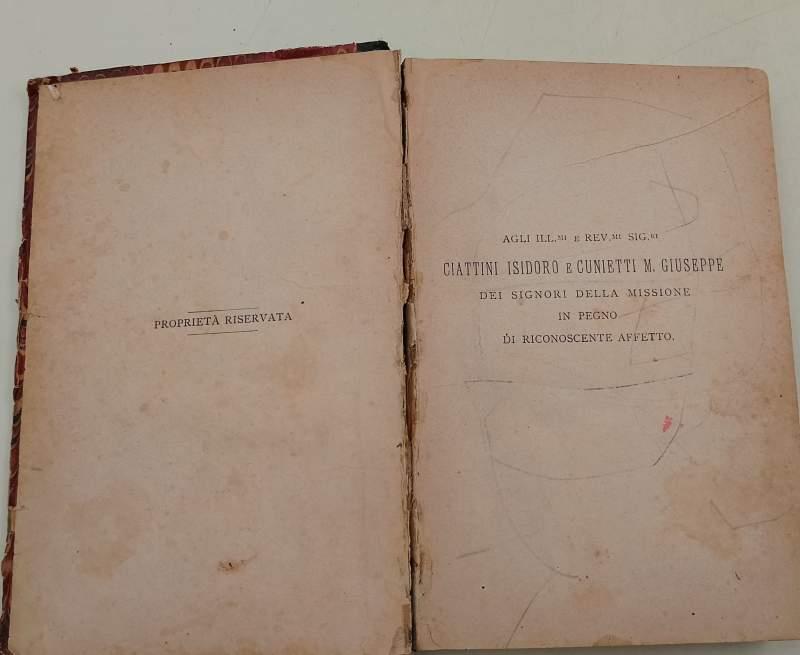 PROPRIETÀ RISERVATA
AGLI ILL.MI E REV.MI SIG.RI
CIATTINI ISIDORO E CUNIETTI M. GIUSEPPE
DEI SIGNORI DELLA MISSIONE
IN PEGNO
DI RICONOSCENTE AFFETTO.